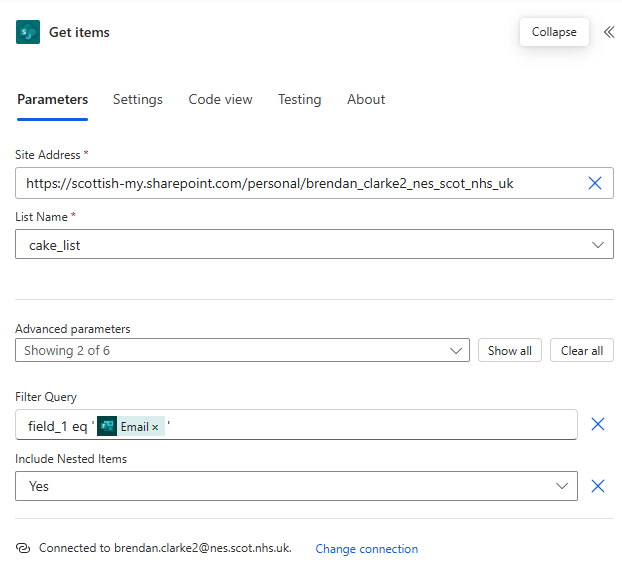 Get items
Collapse
Parameters Settings Code view Testing About
Site Address *
https://scottish-my.sharepoint.com/personal/brendan_clarke2_nes_scot_nhs_uk
List Name *
cake_list
Advanced parameters
Showing 2 of 6
Show all
Clear all
Filter Query
field_1 eq ' Email × '
Include Nested Items
Yes
Connected to brendan.clarke2@nes.scot.nhs.uk. Change connection